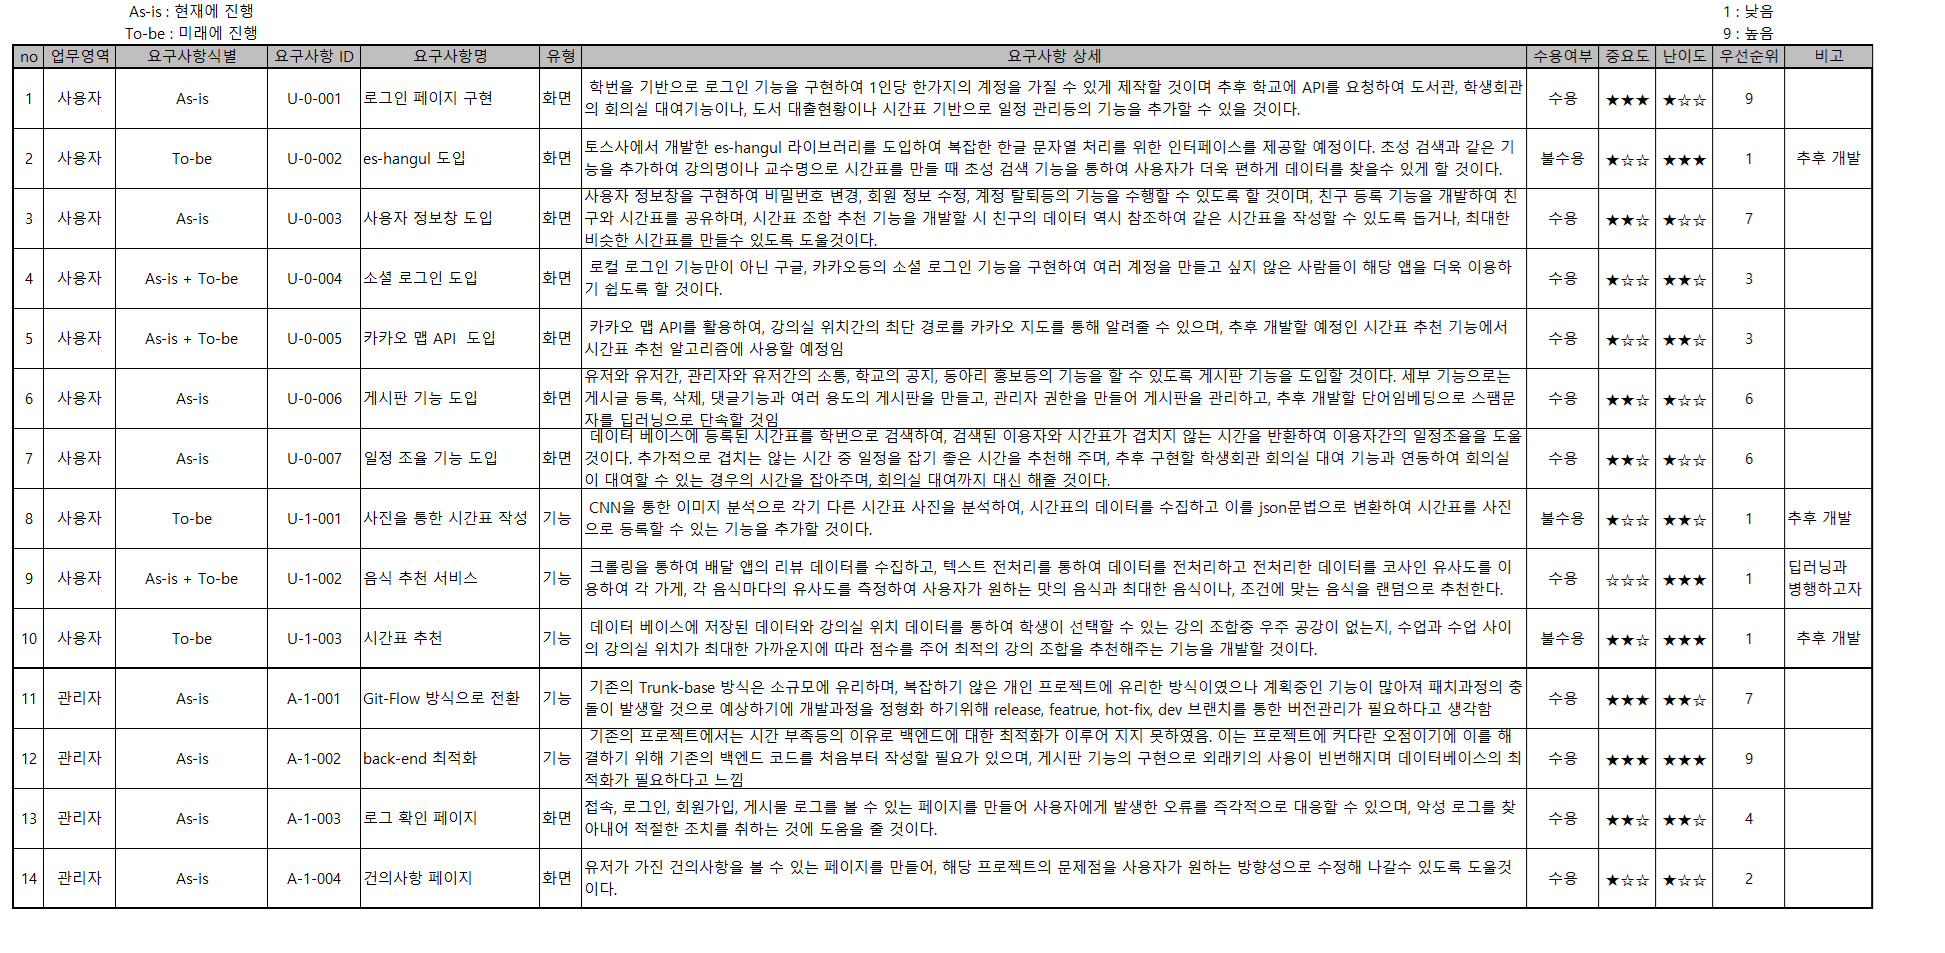 As-is : 현재에 진행
1 : 낮음
To-be : 미래에 진행
9 : 높음
no 업무영역 요구사항식별 요구사항 ID 요구사항명 유형 요구사항 상세 수용여부 중요도 난이도 우선순위 비고
1 사용자 As-is U-0-001 로그인 페이지 구현 화면 학번을 기반으로 로그인 기능을 구현하여 1인당 한가지의 계정을 가질 수 있게 제작할 것이며 추후 학교에 API를 요청하여 도서관, 학생회관
의 회의실 대여기능이나, 도서 대출현황이나 시간표 기반으로 일정 관리등의 기능을 추가할 수 있을 것이다. 수용 ★★★ ★☆☆ 9
2 사용자 To-be U-0-002 es-hangul 도입 화면 토스사에서 개발한 es-hangul 라이브러리를 도입하여 복잡한 한글 문자열 처리를 위한 인터페이스를 제공할 예정이다. 초성 검색과 같은 기
능을 추가하여 강의명이나 교수명으로 시간표를 만들 때 초성 검색 기능을 통하여 사용자가 더욱 편하게 데이터를 찾을수 있게 할 것이다. 불수용 ★☆☆ ★★★ 1 추후 개발
3 사용자 As-is U-0-003 사용자 정보창 도입 화면 사용자 정보창을 구현하여 비밀번호 변경, 회원 정보 수정, 계정 탈퇴등의 기능을 수행할 수 있도록 할 것이며, 친구 등록 기능을 개발하여 친
구와 시간표를 공유하며, 시간표 조합 추천 기능을 개발할 시 친구의 데이터 역시 참조하여 같은 시간표을 작성할 수 있도록 돕거나, 최대한
비슷한 시간표를 만들수 있도록 도울것이다. 수용 ★★☆ ★☆☆ 7
4 사용자 As-is + To-be U-0-004 소셜 로그인 도입 화면 로컬 로그인 기능만이 아닌 구글, 카카오등의 소셜 로그인 기능을 구현하여 여러 계정을 만들고 싶지 않은 사람들이 해당 앱을 더욱 이용하
기 쉽도록 할 것이다. 수용 ★☆☆ ★★☆ 3
5 사용자 As-is + To-be U-0-005 카카오 맵 API 도입 화면 카카오 맵 API를 활용하여, 강의실 위치간의 최단 경로를 카카오 지도를 통해 알려줄 수 있으며, 추후 개발할 예정인 시간표 추천 기능에서
시간표 추천 알고리즘에 사용할 예정임 수용 ★☆☆ ★★☆ 3
6 사용자 As-is U-0-006 게시판 기능 도입 화면 유저와 유저간, 관리자와 유저간의 소통, 학교의 공지, 동아리 홍보등의 기능을 할 수 있도록 게시판 기능을 도입할 것이다. 세부 기능으로는
게시글 등록, 삭제, 댓글기능과 여러 용도의 게시판을 만들고, 관리자 권한을 만들어 게시판을 관리하고, 추후 개발할 단어임베딩으로 스팸문
자를 딥러닝으로 단속할 것임 수용 ★★☆ ★☆☆ 6
7 사용자 As-is U-0-007 일정 조율 기능 도입 화면 데이터 베이스에 등록된 시간표를 학번으로 검색하여, 검색된 이용자와 시간표가 겹치지 않는 시간을 반환하여 이용자간의 일정조율을 도울
것이다. 추가적으로 겹치는 않는 시간 중 일정을 잡기 좋은 시간을 추천해 주며, 추후 구현할 학생회관 회의실 대여 기능과 연동하여 회의실
이 대여할 수 있는 경우의 시간을 잡아주며, 회의실 대여까지 대신 해줄 것이다. 수용 ★★☆ ★☆☆ 6
8 사용자 To-be U-1-001 사진을 통한 시간표 작성 기능 CNN을 통한 이미지 분석으로 각기 다른 시간표 사진을 분석하여, 시간표의 데이터를 수집하고 이를 json문법으로 변환하여 시간표를 사진
으로 등록할 수 있는 기능을 추가할 것이다. 불수용 ★☆☆ ★★☆ 1 추후 개발
9 사용자 As-is + To-be U-1-002 음식 추천 서비스 기능 크롤링을 통하여 배달 앱의 리뷰 데이터를 수집하고, 텍스트 전처리를 통하여 데이터를 전처리하고 전처리한 데이터를 코사인 유사도를 이
용하여 각 가게, 각 음식마다의 유사도를 측정하여 사용자가 원하는 맛의 음식과 최대한 음식이나, 조건에 맞는 음식을 랜덤으로 추천한다. 수용 ☆☆☆ ★★★ 1 딥러닝과
병행하고자
10 사용자 To-be U-1-003 시간표 추천 기능 데이터 베이스에 저장된 데이터와 강의실 위치 데이터를 통하여 학생이 선택할 수 있는 강의 조합중 우주 공강이 없는지, 수업과 수업 사이
의 강의실 위치가 최대한 가까운지에 따라 점수를 주어 최적의 강의 조합을 추천해주는 기능을 개발할 것이다. 불수용 ★★☆ ★★★ 1 추후 개발
11 관리자 As-is A-1-001 Git-Flow 방식으로 전환 기능 기존의 Trunk-base 방식은 소규모에 유리하며, 복잡하기 않은 개인 프로젝트에 유리한 방식이였으나 계획중인 기능이 많아져 패치과정의 충
돌이 발생할 것으로 예상하기에 개발과정을 정형화 하기위해 release, featrue, hot-fix, dev 브랜치를 통한 버전관리가 필요하다고 생각함 수용 ★★★ ★★☆ 7
12 관리자 As-is A-1-002 back-end 최적화 기능 기존의 프로젝트에서는 시간 부족등의 이유로 백엔드에 대한 최적화가 이루어 지지 못하였음. 이는 프로젝트에 커다란 오점이기에 이를 해
결하기 위해 기존의 백엔드 코드를 처음부터 작성할 필요가 있으며, 게시판 기능의 구현으로 외래키의 사용이 빈번해지며 데이터베이스의 최
적화가 필요하다고 느낌 수용 ★★★ ★★★ 9
13 관리자 As-is A-1-003 로그 확인 페이지 화면 접속, 로그인, 회원가입, 게시물 로그를 볼 수 있는 페이지를 만들어 사용자에게 발생한 오류를 즉각적으로 대응할 수 있으며, 악성 로그를 찾
아내어 적절한 조치를 취하는 것에 도움을 줄 것이다. 수용 ★★☆ ★★☆ 4
14 관리자 As-is A-1-004 건의사항 페이지 화면 유저가 가진 건의사항을 볼 수 있는 페이지를 만들어, 해당 프로젝트의 문제점을 사용자가 원하는 방향성으로 수정해 나갈수 있도록 도울것
이다. 수용 ★☆☆ ★☆☆ 2